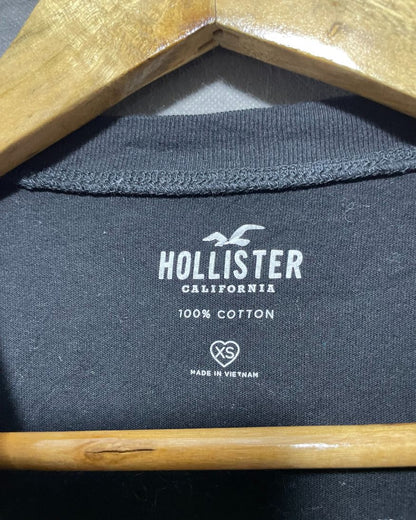 HOLLISTER
CALIFORNIA
100% COTTON
XS
MADE IN VIETNAM